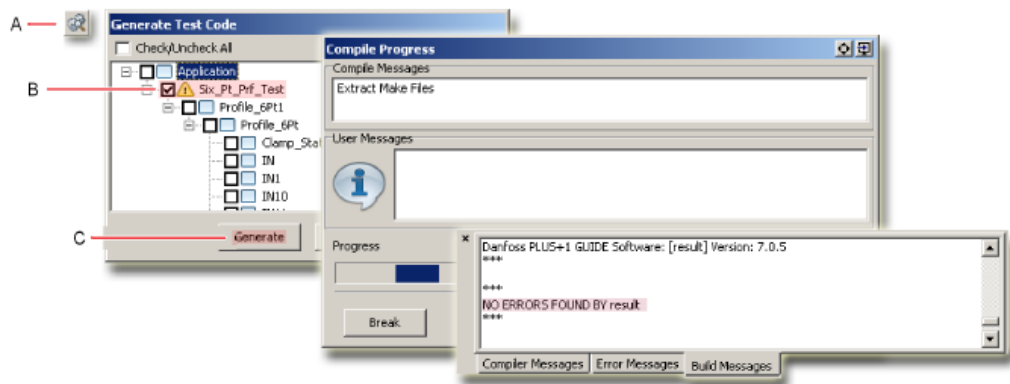 A
Generate Test Code
Check/Uncheck All
Application
B
Six_Pt_Prf_Test
Profile_6Pt1
Profile_6Pt
IN
IN1
IN10
C
Generate
Compile Progress
Compile Messages
Extract Make Files
User Messages
Progress
Break
Danfoss PLUS+1 GUIDE Software: [result] Version: 7.0.5
***
***
NO ERRORS FOUND BY result
***
Compiler Messages
Error Messages
Build Messages